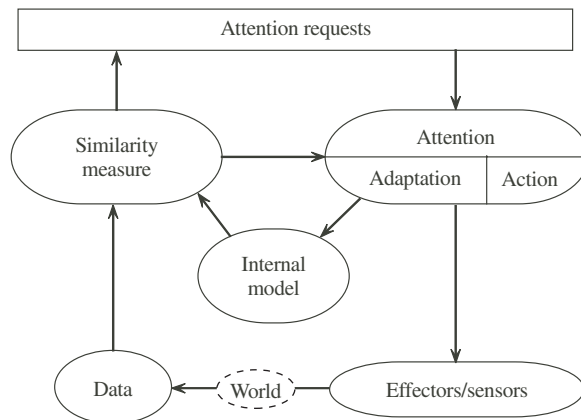 Attention requests
Similarity
measure
Attention
Adaptation
Action
Internal
model
Data
World
Effectors/sensors